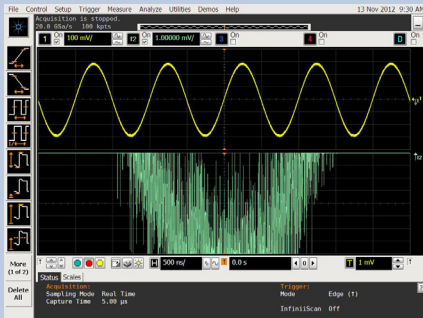 File Control Setup Trigger Measure Analyze Utilities Demos Help 13 Nov 2012 9:30 AM
Acquisition is stopped.
20.0 GSa/s 100 kpts
1 On 100 mV/ f2 On 1.00000 mV/ 3 On 4 On D On
f2
H 500 ns/ 0.0 s 0 T 1 mV
More
(1 of 2)
Delete
All
Status Scales
Acquisition: Trigger:
Sampling Mode Real Time Mode Edge (↑)
Capture Time 5.00 µs
InfiniiScan Off